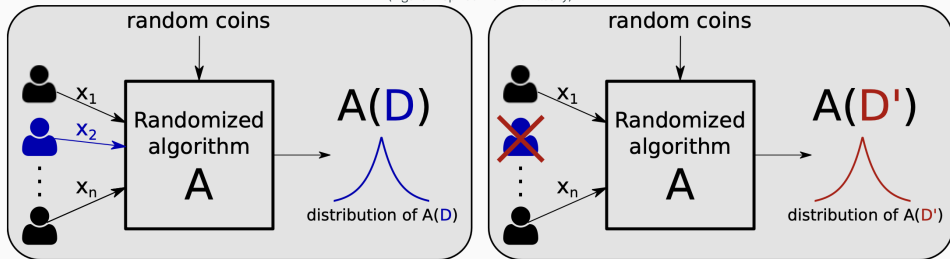 random coins
x1
x2
xn
Randomized
algorithm
A
A(D)
distribution of A(D)
random coins
x1
xn
Randomized
algorithm
A
A(D')
distribution of A(D')